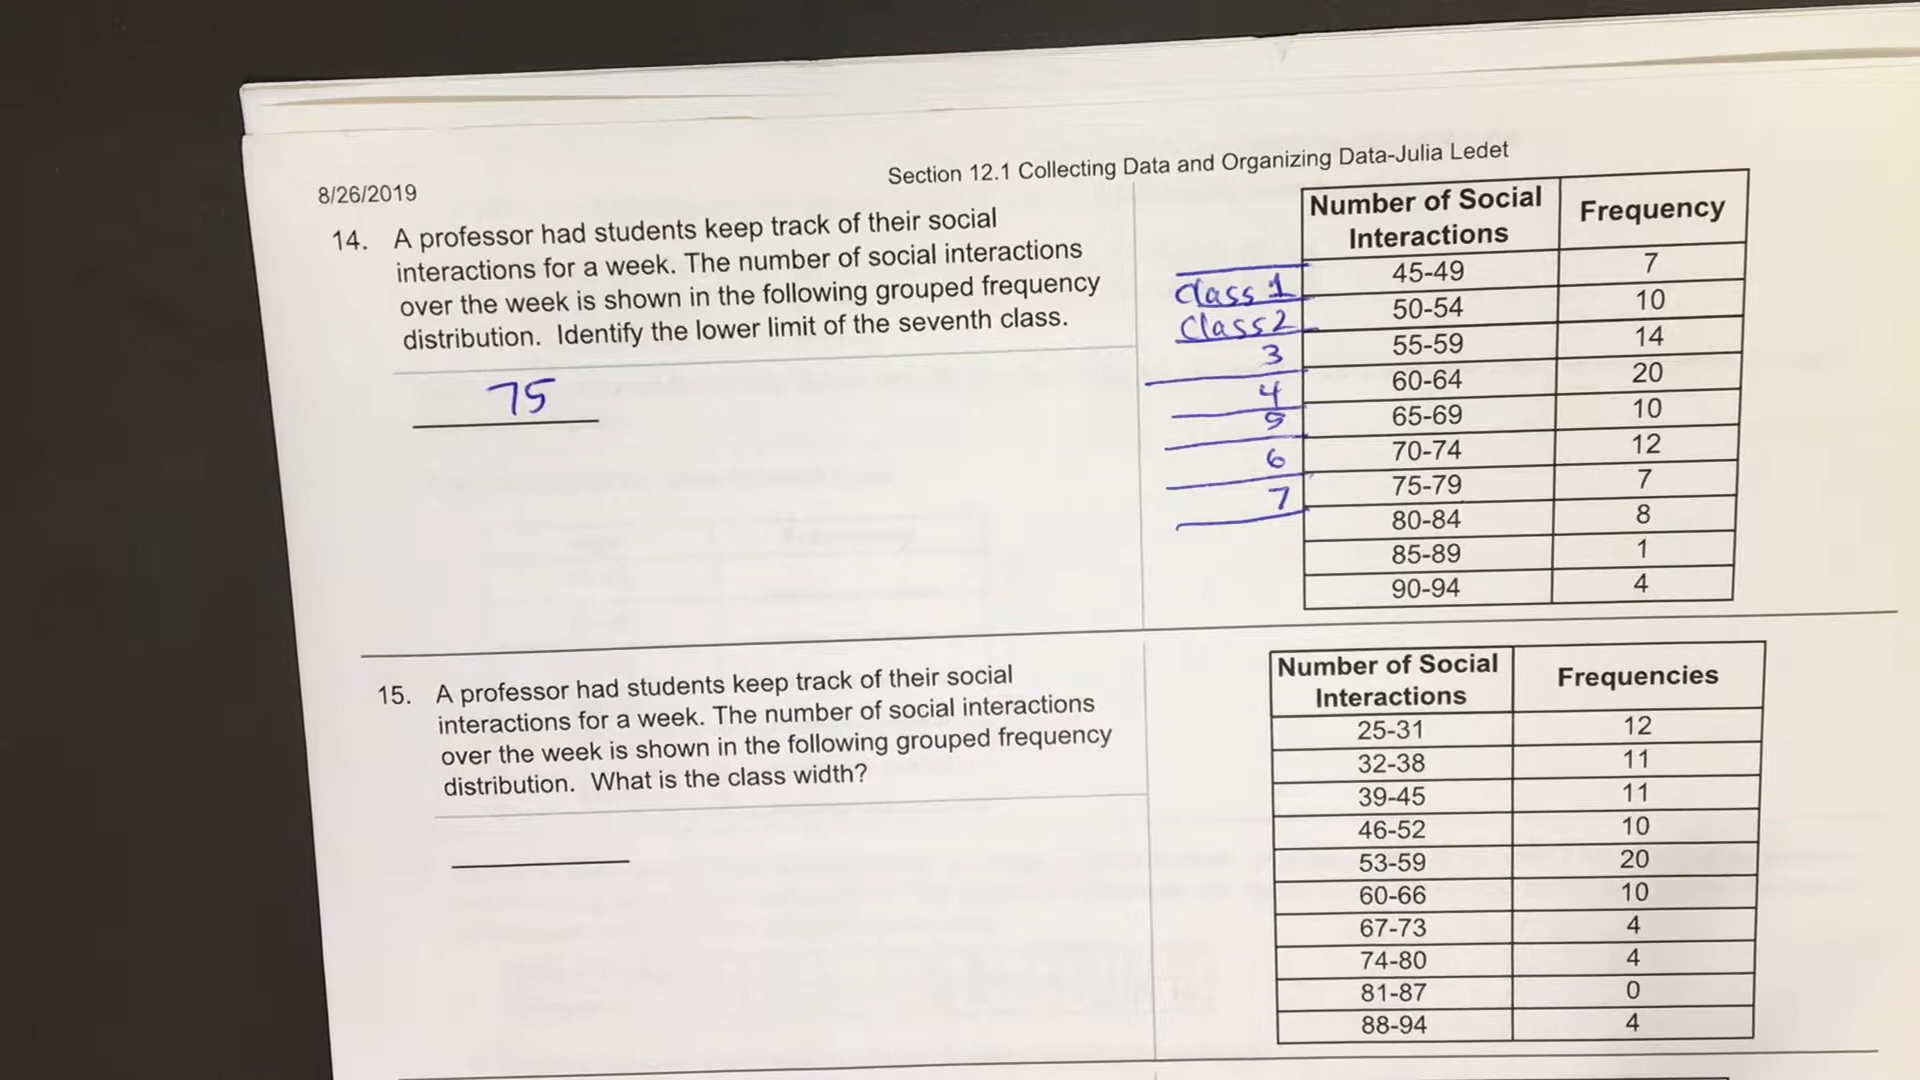 Section 12.1 Collecting Data and Organizing Data-Julia Ledet
8/26/2019
14. A professor had students keep track of their social
interactions for a week. The number of social interactions
over the week is shown in the following grouped frequency
distribution. Identify the lower limit of the seventh class.
75
Number of Social Interactions Frequency
Class 1 45-49 7
Class 2 50-54 10
3 55-59 14
4 60-64 20
5 65-69 10
6 70-74 12
7 75-79 7
80-84 8
85-89 1
90-94 4
15. A professor had students keep track of their social
interactions for a week. The number of social interactions
over the week is shown in the following grouped frequency
distribution. What is the class width?
Number of Social Interactions Frequencies
25-31 12
32-38 11
39-45 11
46-52 10
53-59 20
60-66 10
67-73 4
74-80 4
81-87 0
88-94 4